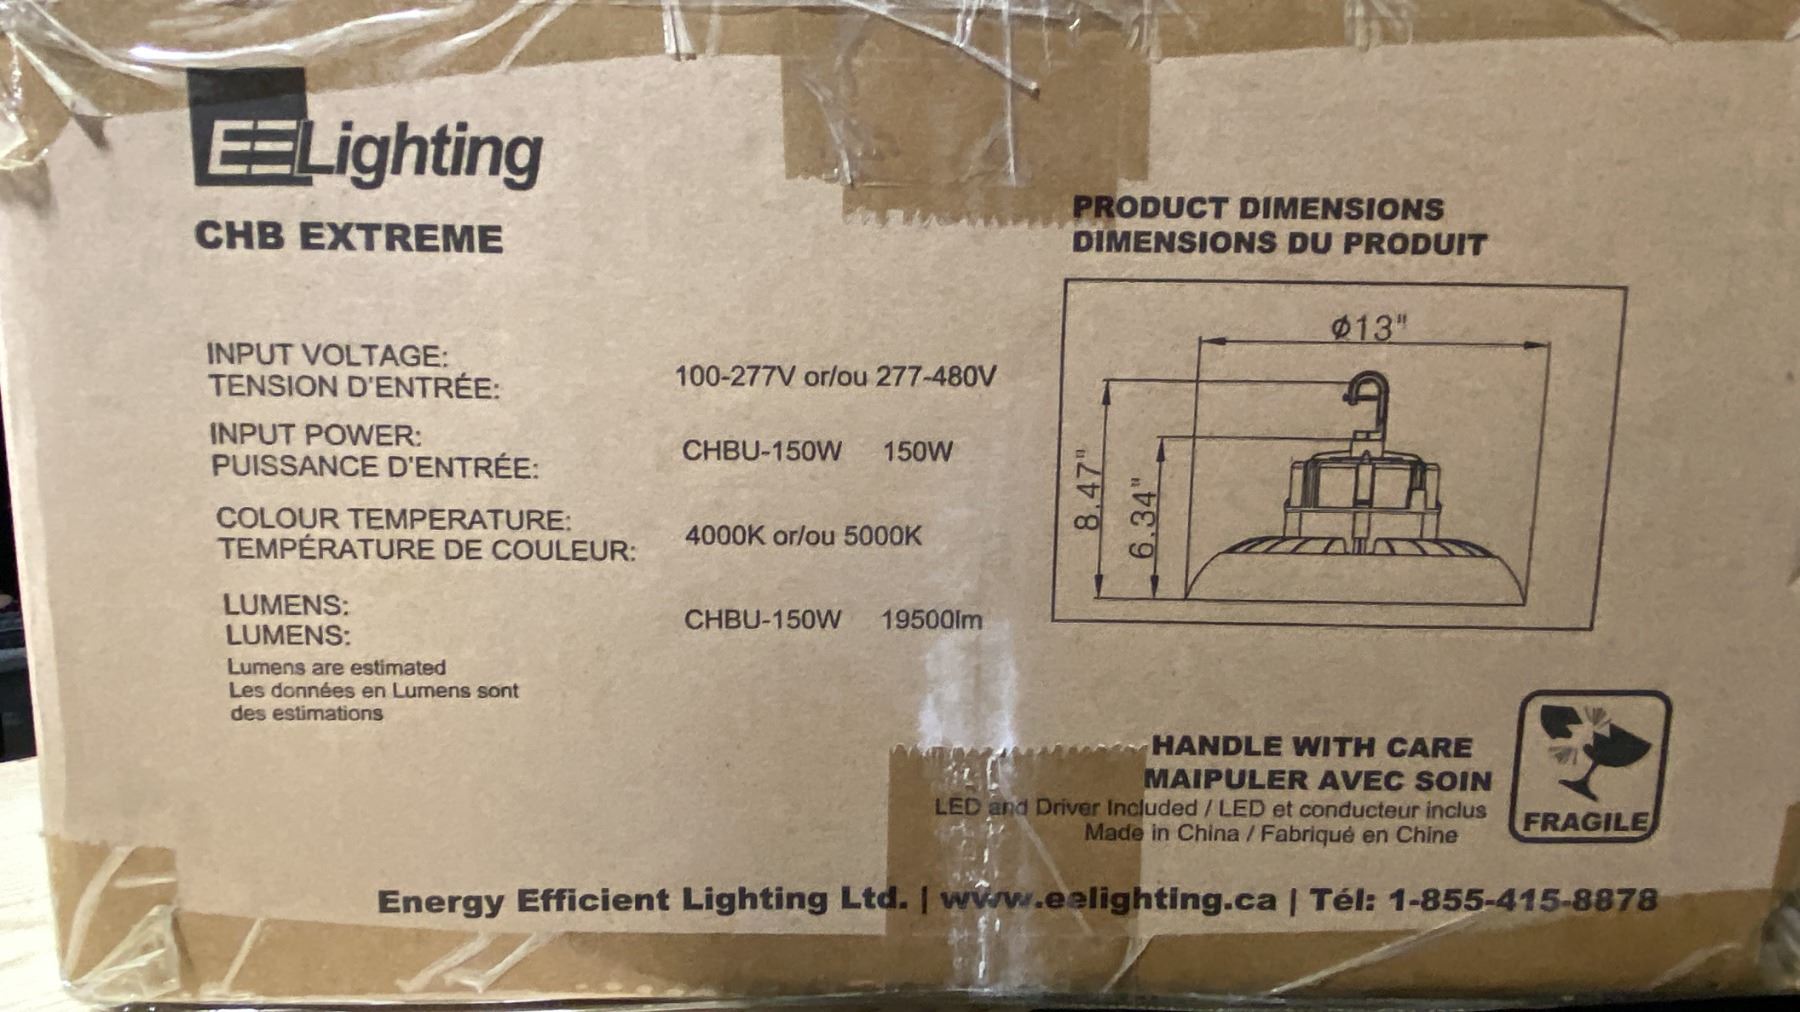 EELighting
CHB EXTREME
INPUT VOLTAGE:
TENSION D'ENTRÉE:
100-277V or/ou 277-480V
INPUT POWER:
PUISSANCE D'ENTRÉE:
CHBU-150W 150W
COLOUR TEMPERATURE:
TEMPÉRATURE DE COULEUR:
4000K or/ou 5000K
LUMENS:
LUMENS:
CHBU-150W 19500lm
Lumens are estimated
Les données en Lumens sont
des estimations
PRODUCT DIMENSIONS
DIMENSIONS DU PRODUIT
ø13"
8.47"
6.34"
HANDLE WITH CARE
MAIPULER AVEC SOIN
LED and Driver Included / LED et conducteur inclus
Made in China / Fabriqué en Chine
FRAGILE
Energy Efficient Lighting Ltd. | www.eelighting.ca | Tél: 1-855-415-8878